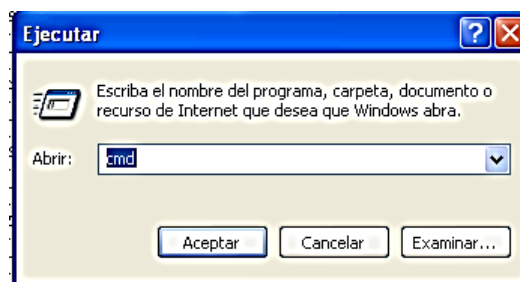 Ejecutar
Escriba el nombre del programa, carpeta, documento o
recurso de Internet que desea que Windows abra.
Abrir: cmd
Aceptar Cancelar Examinar...